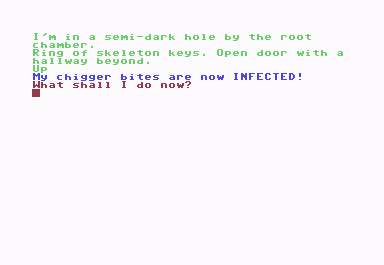 I'm in a semi-dark hole by the root
chamber.
Ring of skeleton keys. Open door with a
hallway beyond.
Up
My chigger bites are now INFECTED!
What shall I do now?